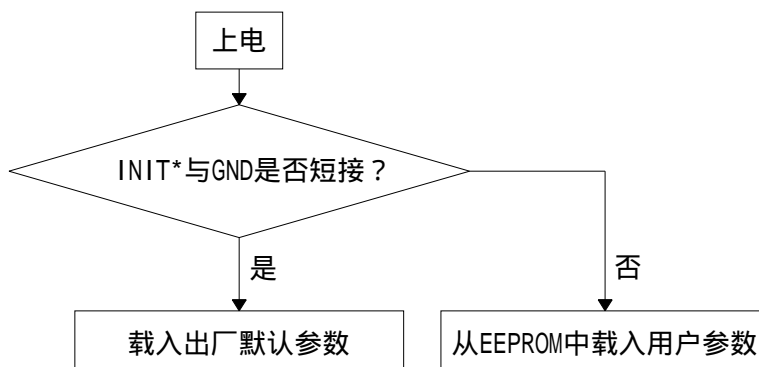 上电
INIT*与GND是否短接？
是
否
载入出厂默认参数
从EEPROM中载入用户参数